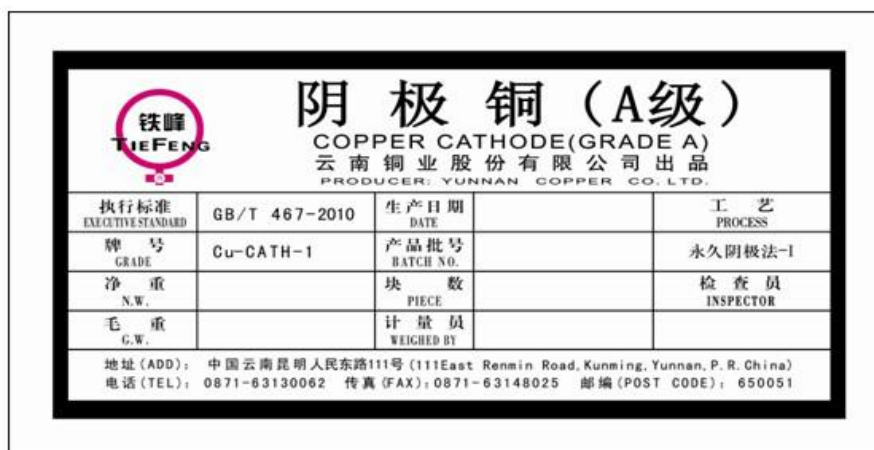 铁峰
TIEFENG
阴极铜（A级）
COPPER CATHODE(GRADE A)
云南铜业股份有限公司出品
PRODUCER: YUNNAN COPPER CO. LTD.
执行标准 GB/T 467-2010 生产日期 工艺
EXECUTIVE STANDARD DATE PROCESS
牌号 Cu-CATH-1 产品批号 永久阴极法-I
GRADE BATCH NO.
净重 块数 检查员
N.W. PIECE INSPECTOR
毛重 计量员
G.W. WEIGHED BY
地址(ADD): 中国云南昆明人民东路111号(111East Renmin Road,Kunming,Yunnan,P.R.China)
电话(TEL): 0871-63130062 传真(FAX):0871-63148025 邮编(POST CODE): 650051